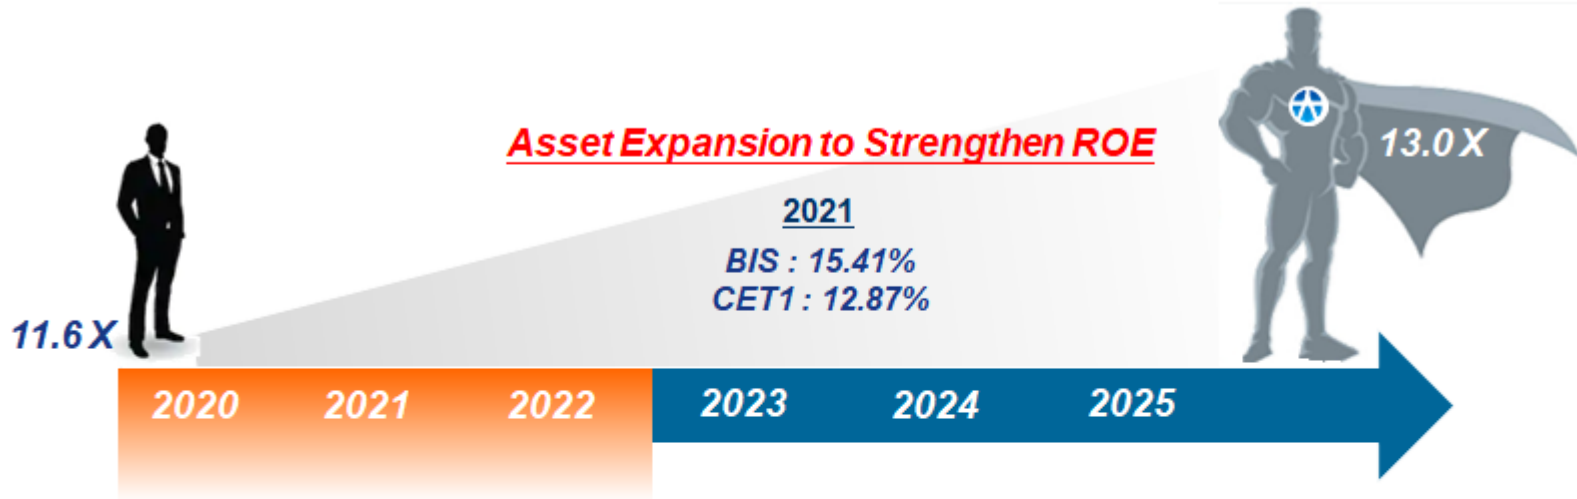 Asset Expansion to Strengthen ROE
13.0 X
2021
BIS : 15.41%
CET1 : 12.87%
11.6 X
2020 2021 2022 2023 2024 2025